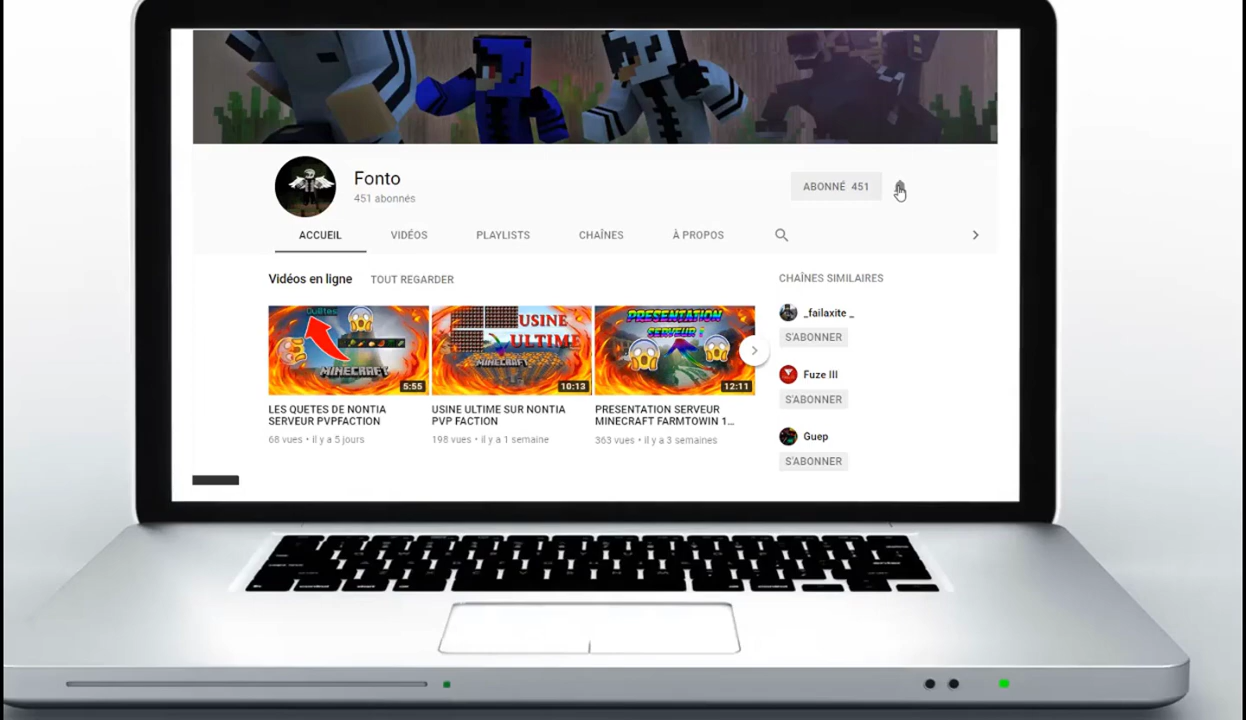 Fonto
451 abonnés
ABONNÉ 451
ACCUEIL VIDÉOS PLAYLISTS CHAÎNES À PROPOS
Vidéos en ligne TOUT REGARDER
CHAÎNES SIMILAIRES
Quêtes
MINECRAFT
5:55
USINE
ULTIME
MINECRAFT
10:13
PRESENTATION
SERVEUR !
12:11
LES QUETES DE NONTIA
SERVEUR PVPFACTION
68 vues • il y a 5 jours
USINE ULTIME SUR NONTIA
PVP FACTION
198 vues • il y a 1 semaine
PRESENTATION SERVEUR
MINECRAFT FARMTOWIN 1...
363 vues • il y a 3 semaines
_failaxite _
S'ABONNER
Fuze III
S'ABONNER
Guep
S'ABONNER